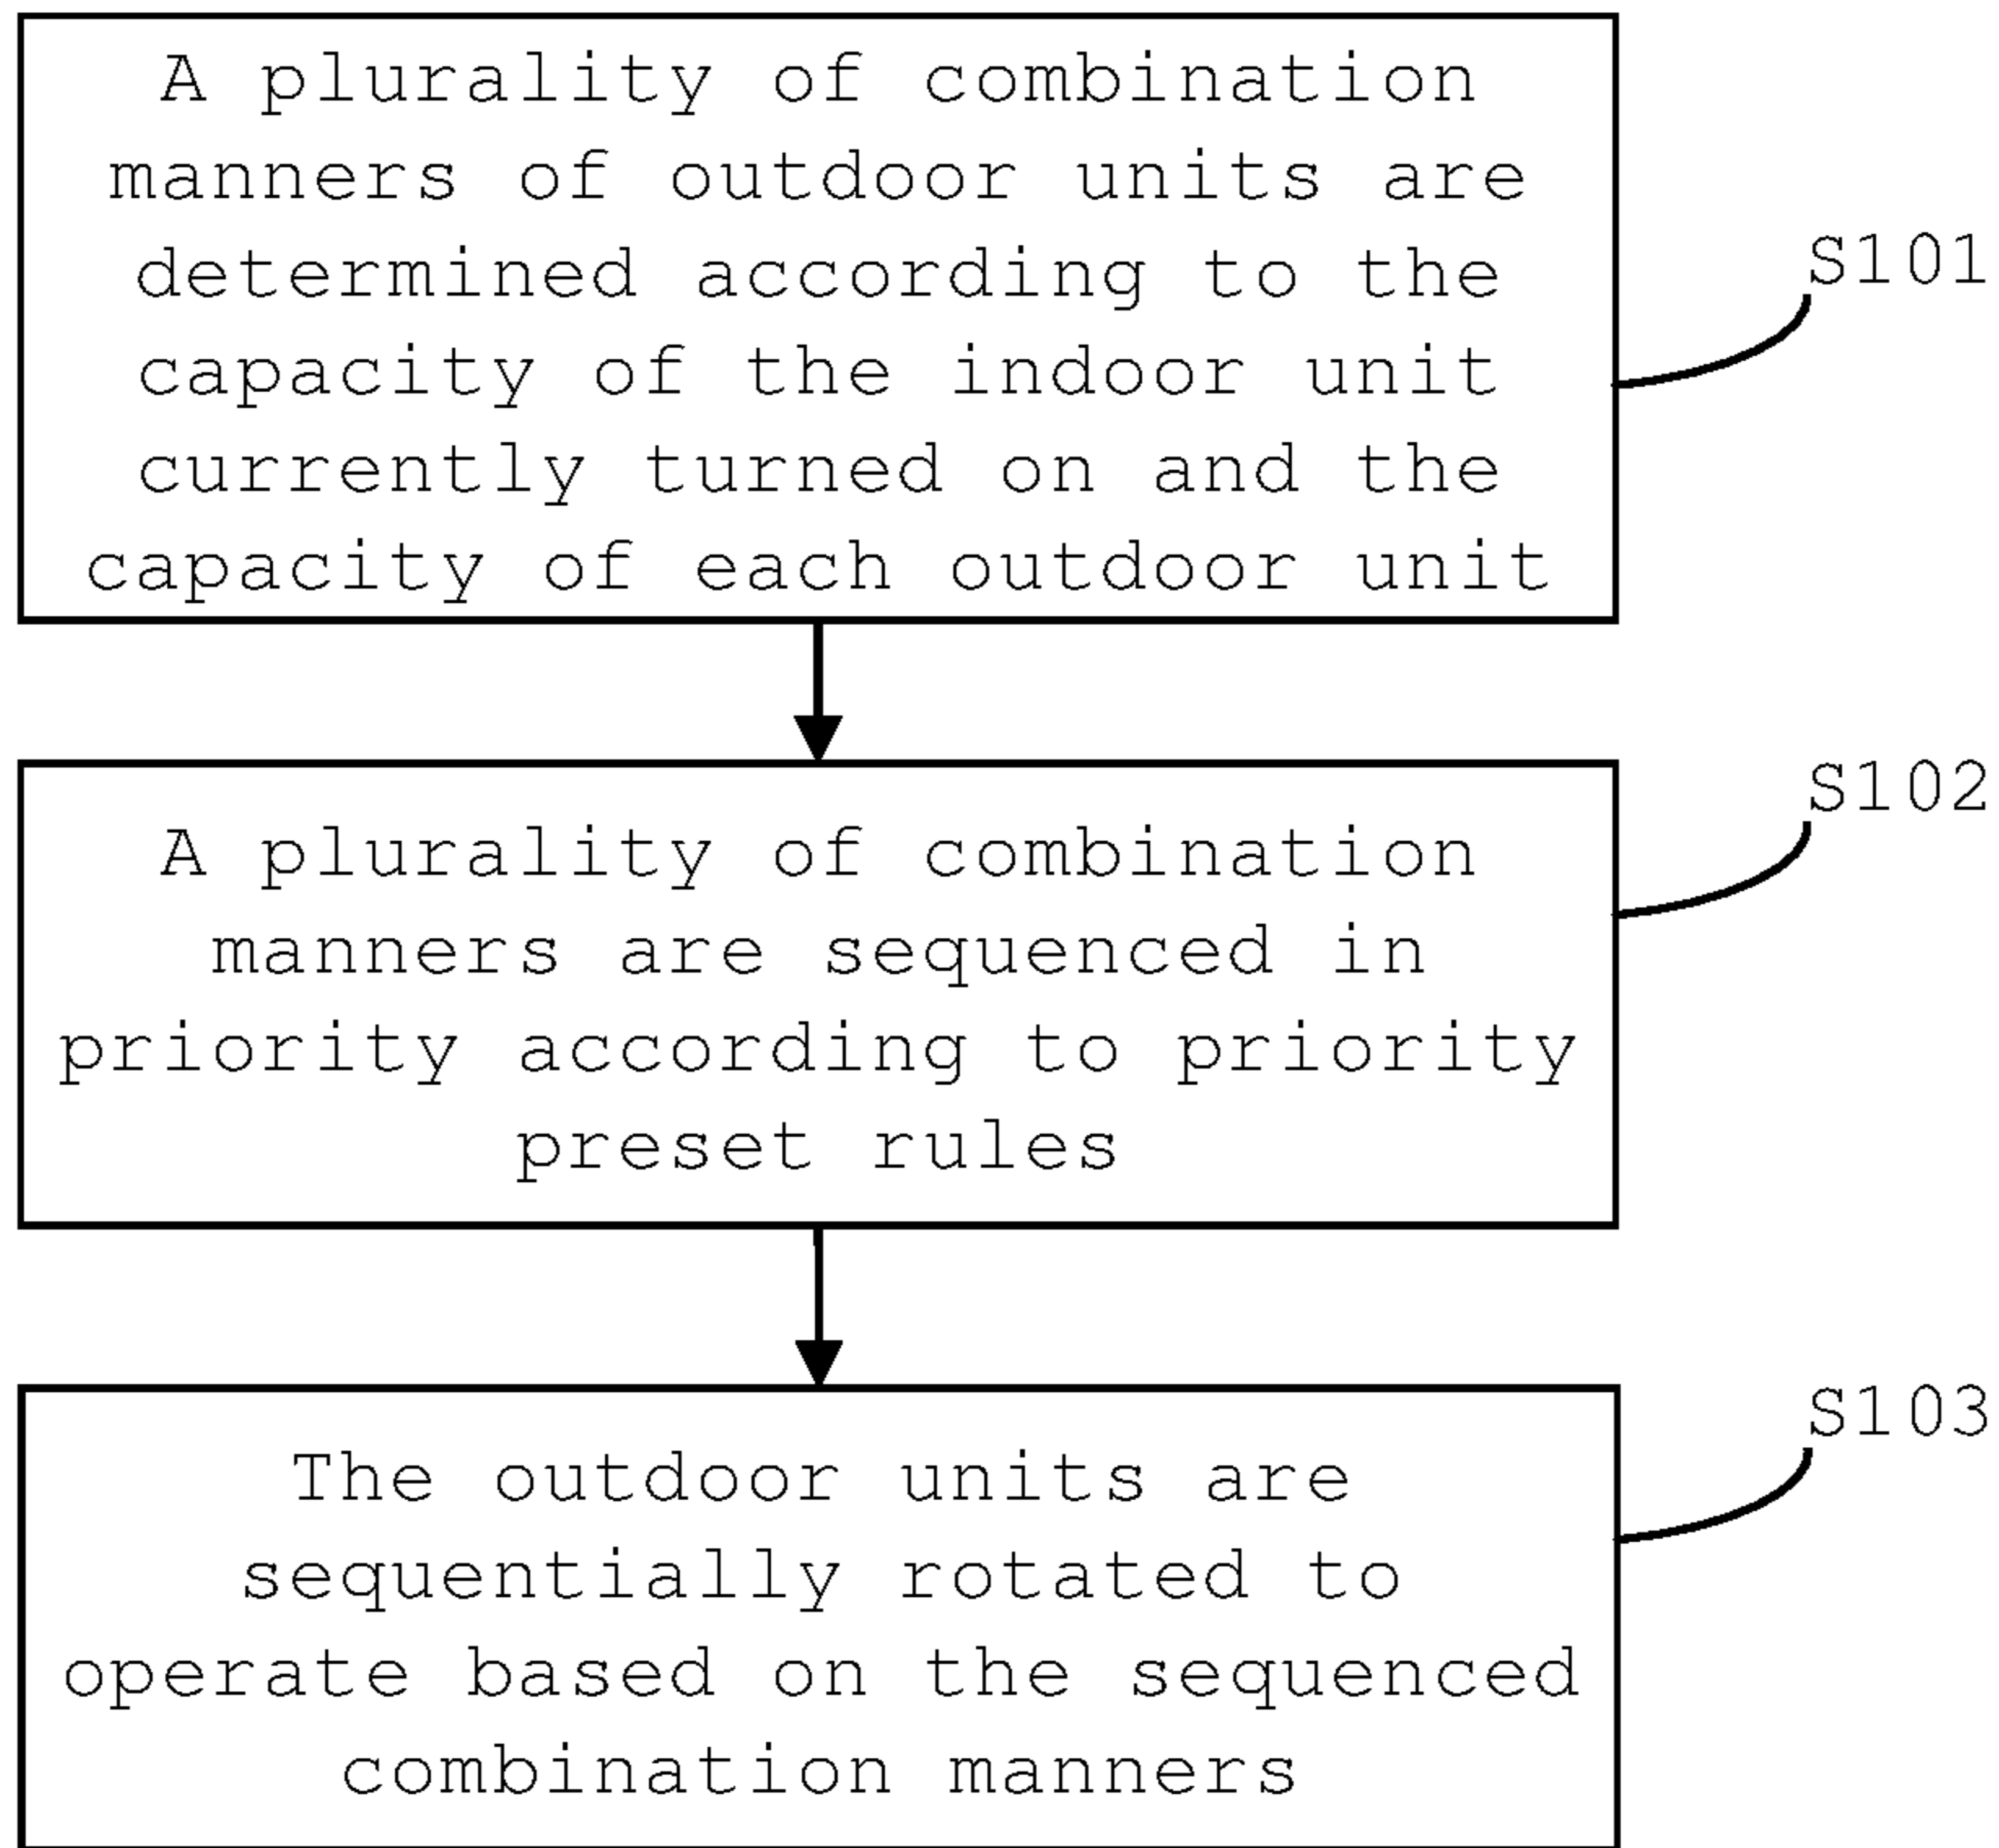 A plurality of combination
manners of outdoor units are
determined according to the
capacity of the indoor unit
currently turned on and the
capacity of each outdoor unit
S101
A plurality of combination
manners are sequenced in
priority according to priority
preset rules
S102
The outdoor units are
sequentially rotated to
operate based on the sequenced
combination manners
S103